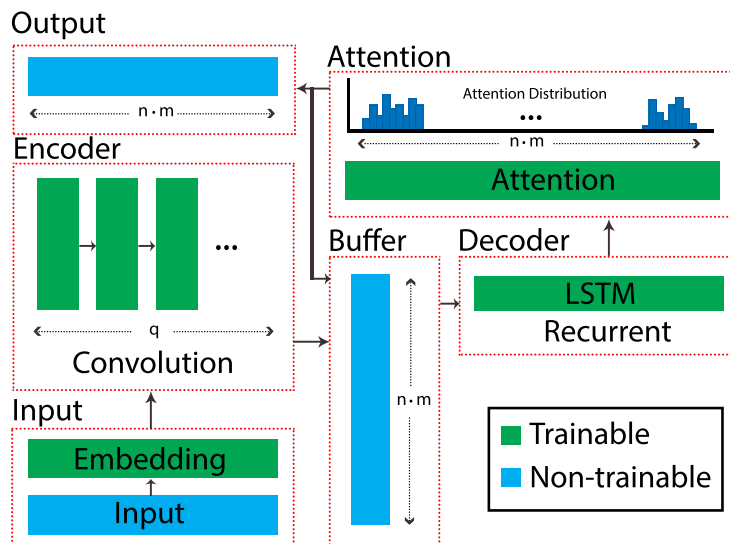 Output
n · m
Encoder
...
q
Convolution
Input
Embedding
Input
Attention
Attention Distribution
...
n · m
Attention
Buffer
n · m
Decoder
LSTM
Recurrent
Trainable
Non-trainable